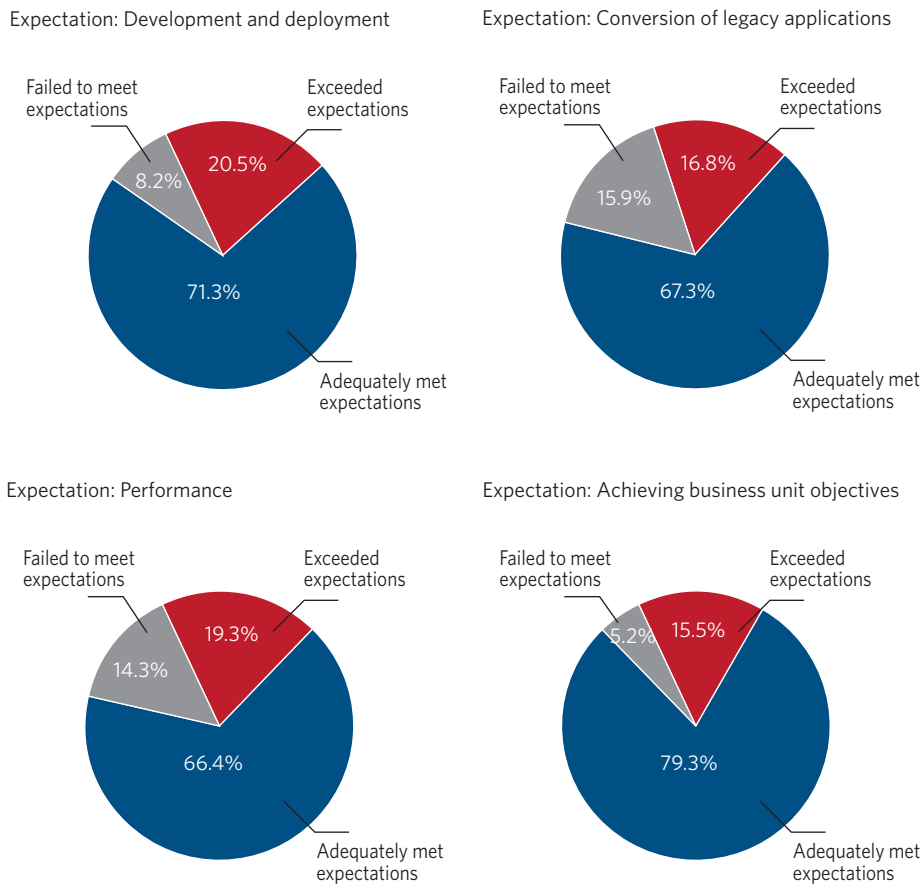 Expectation: Development and deployment
Failed to meet
expectations
Exceeded
expectations
20.5%
8.2%
71.3%
Adequately met
expectations
Expectation: Conversion of legacy applications
Failed to meet
expectations
Exceeded
expectations
16.8%
15.9%
67.3%
Adequately met
expectations
Expectation: Performance
Failed to meet
expectations
Exceeded
expectations
19.3%
14.3%
66.4%
Adequately met
expectations
Expectation: Achieving business unit objectives
Failed to meet
expectations
Exceeded
expectations
5.2%
15.5%
79.3%
Adequately met
expectations